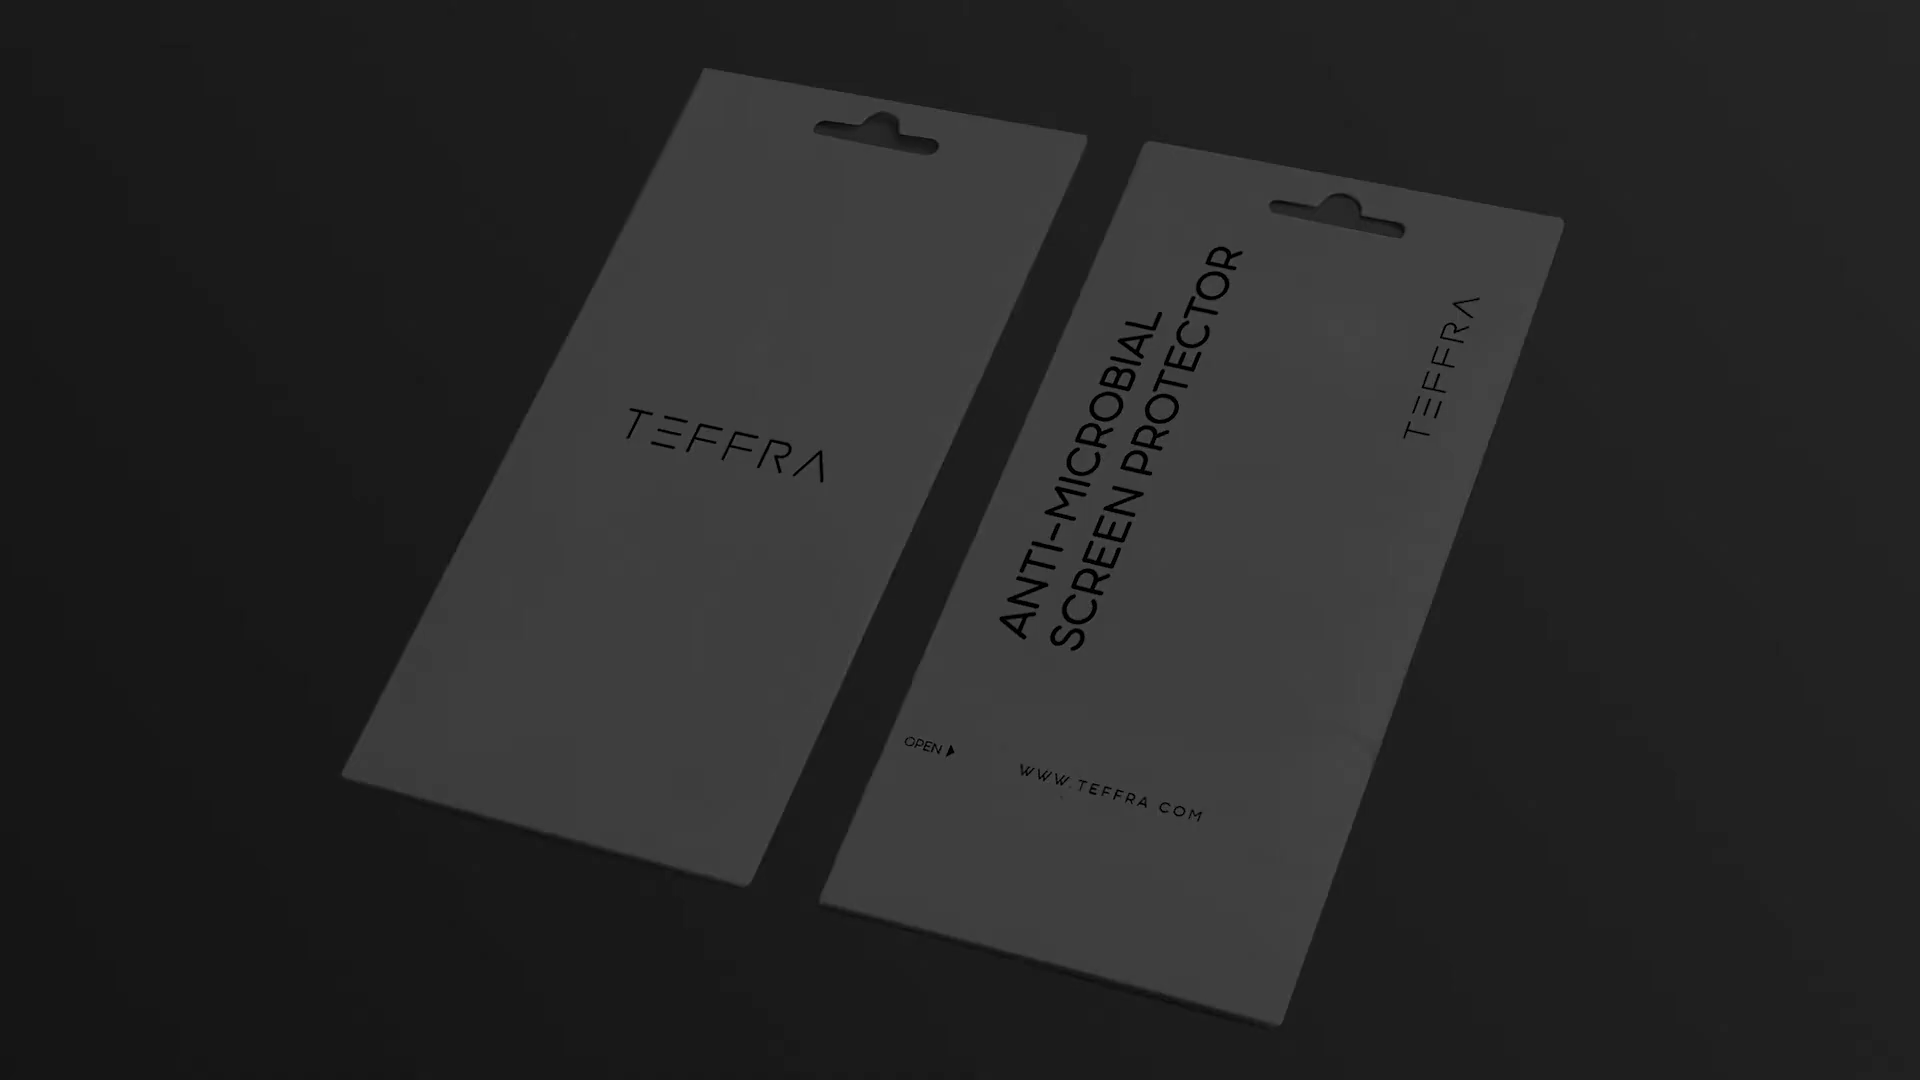 TEFFRA
ANTI-MICROBIAL
SCREEN PROTECTOR
TEFFRA
OPEN
WWW.TEFFRA.COM